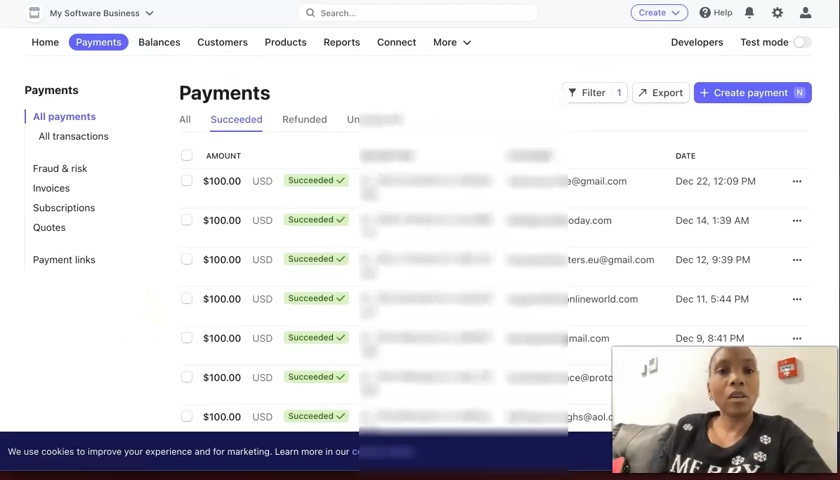 My Software Business
Search...
Create
Help
Home
Payments
Balances
Customers
Products
Reports
Connect
More
Developers
Test mode
Payments
All payments
All transactions
Fraud & risk
Invoices
Subscriptions
Quotes
Payment links
Payments
Filter 1
Export
+ Create payment N
All
Succeeded
Refunded
AMOUNT
DATE
$100.00 USD Succeeded ✓ e@gmail.com Dec 22, 12:09 PM
$100.00 USD Succeeded ✓ oday.com Dec 14, 1:39 AM
$100.00 USD Succeeded ✓ ters.eu@gmail.com Dec 12, 9:39 PM
$100.00 USD Succeeded ✓ nlineworld.com Dec 11, 5:44 PM
$100.00 USD Succeeded ✓ mail.com Dec 9, 8:41 PM
$100.00 USD Succeeded ✓ nce@proto
$100.00 USD Succeeded ✓ ghs@aol.c
We use cookies to improve your experience and for marketing. Learn more in our
MERRY